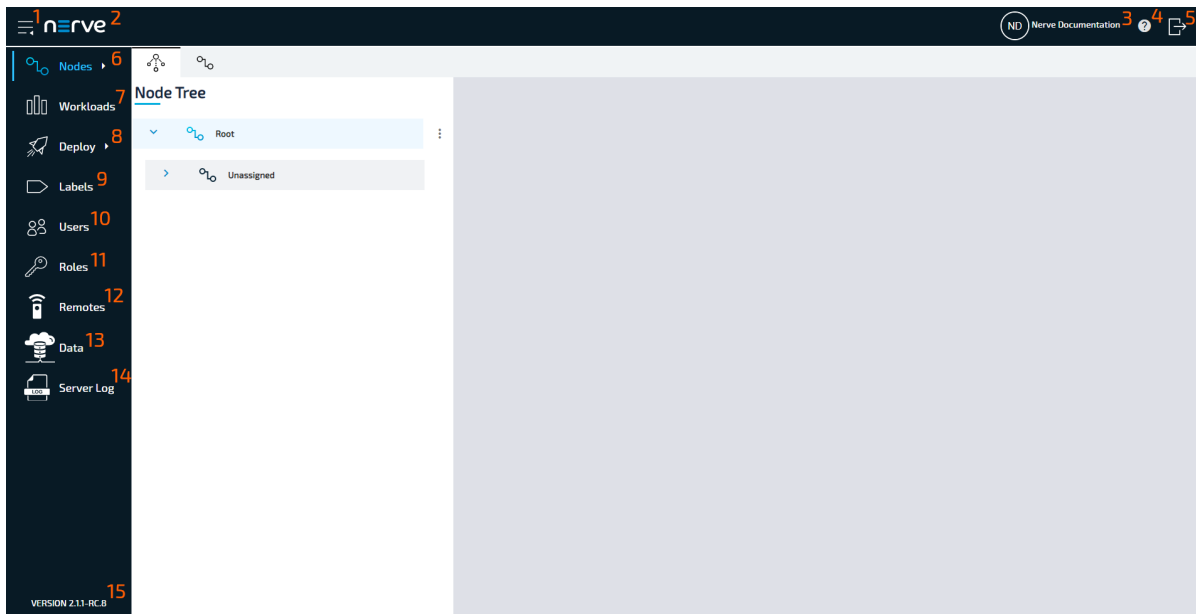 1 nerve 2
ND Nerve Documentation 3 ? 4 5
Nodes 6
Workloads 7
Deploy 8
Labels 9
Users 10
Roles 11
Remotes 12
Data 13
LOG Server Log 14
VERSION 2.1.1-RC.8 15
Node Tree
Root
Unassigned